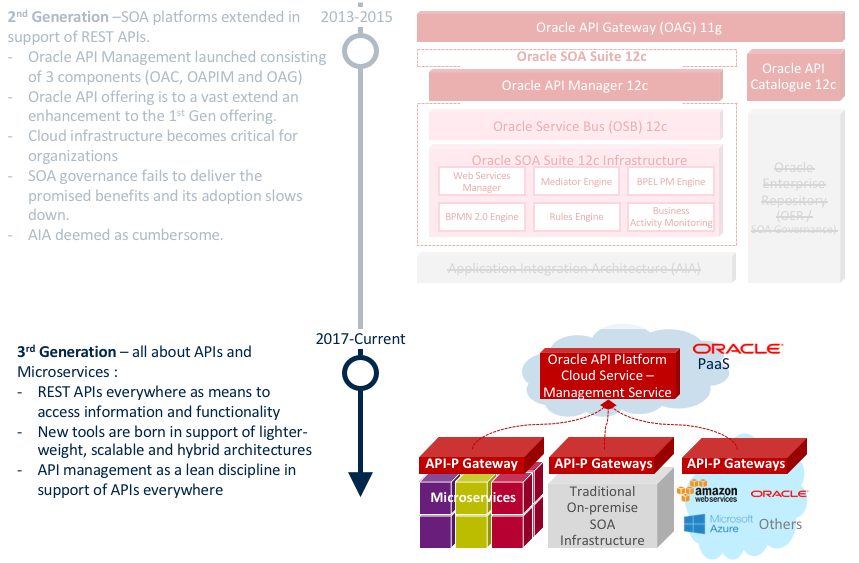 2nd Generation –SOA platforms extended in
support of REST APIs.
- Oracle API Management launched consisting
of 3 components (OAC, OAPIM and OAG)
- Oracle API offering is to a vast extend an
enhancement to the 1st Gen offering.
- Cloud infrastructure becomes critical for
organizations
- SOA governance fails to deliver the
promised benefits and its adoption slows
down.
- AIA deemed as cumbersome.
2013-2015
Oracle API Gateway (OAG) 11g
Oracle SOA Suite 12c
Oracle API Manager 12c
Oracle API
Catalogue 12c
Oracle Service Bus (OSB) 12c
Oracle SOA Suite 12c Infrastructure
Web Services
Manager
Mediator Engine
BPEL PM Engine
BPMN 2.0 Engine
Rules Engine
Business
Activity Monitoring
Oracle
Enterprise
Repository
(OER /
SOA Governance)
Application Integration Architecture (AIA)
2017-Current
3rd Generation – all about APIs and
Microservices :
- REST APIs everywhere as means to
access information and functionality
- New tools are born in support of lighter-
weight, scalable and hybrid architectures
- API management as a lean discipline in
support of APIs everywhere
Oracle API Platform
Cloud Service –
Management Service
ORACLE
PaaS
API-P Gateway
API-P Gateways
API-P Gateways
Microservices
Traditional
On-premise
SOA
Infrastructure
amazon
webservices
ORACLE
Microsoft
Azure
Others